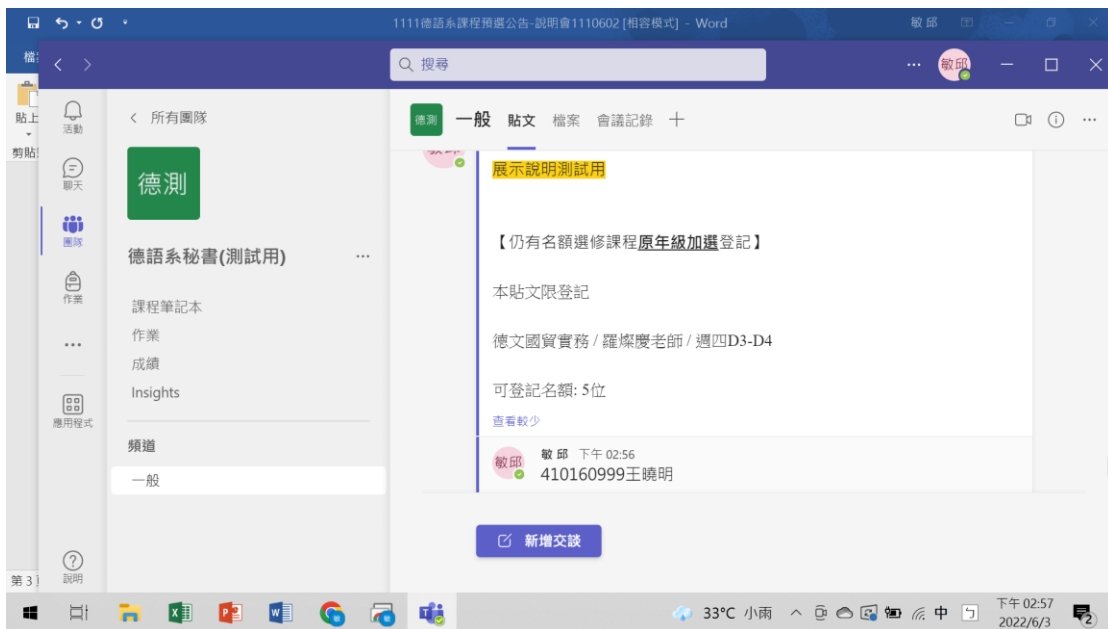 1111德語系課程預選公告-說明會1110602 [相容模式] - Word
敏 邱
檔
搜尋
敏邱
貼上
剪貼
活動
聊天
團隊
作業
應用程式
說明
所有團隊
德測
德語系秘書(測試用)
課程筆記本
作業
成績
Insights
頻道
一般
德測
一般 貼文 檔案 會議記錄
展示說明測試用
【仍有名額選修課程原年級加選登記】
本貼文限登記
德文國貿實務 / 羅燦慶老師 / 週四D3-D4
可登記名額: 5位
查看較少
敏邱
敏 邱 下午 02:56
410160999王曉明
新增交談
第 3
33°C 小雨
中
ㄅ
下午 02:57
2022/6/3
2